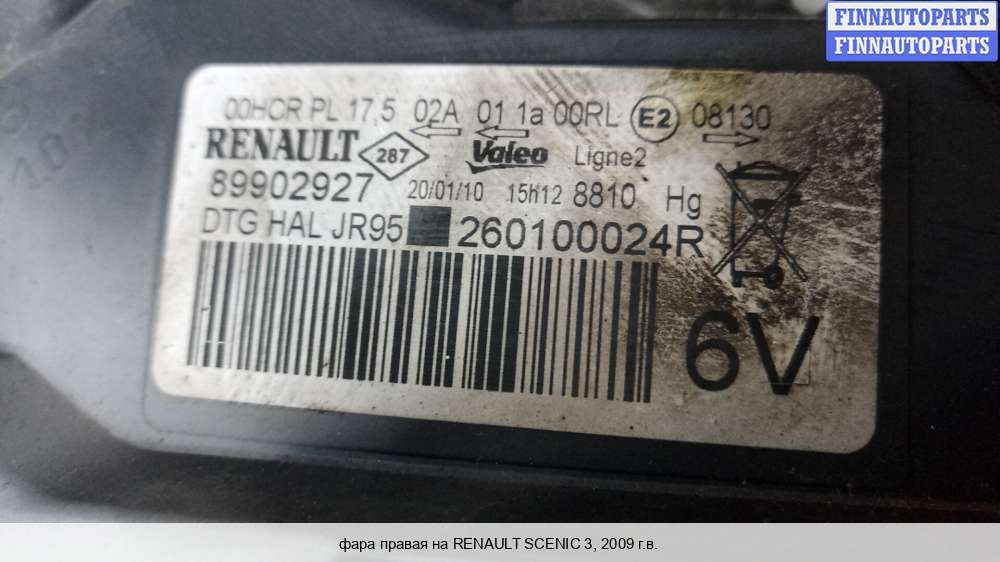 FINNAUTOPARTS
FINNAUTOPARTS
00HCR PL 17,5 02A 01 1a 00RL E2 08130
RENAULT 287 Valeo Ligne2
89902927 20/01/10 15h12 8810 Hg
DTG HAL JR95 260100024R
6V
фара правая на RENAULT SCENIC 3, 2009 г.в.